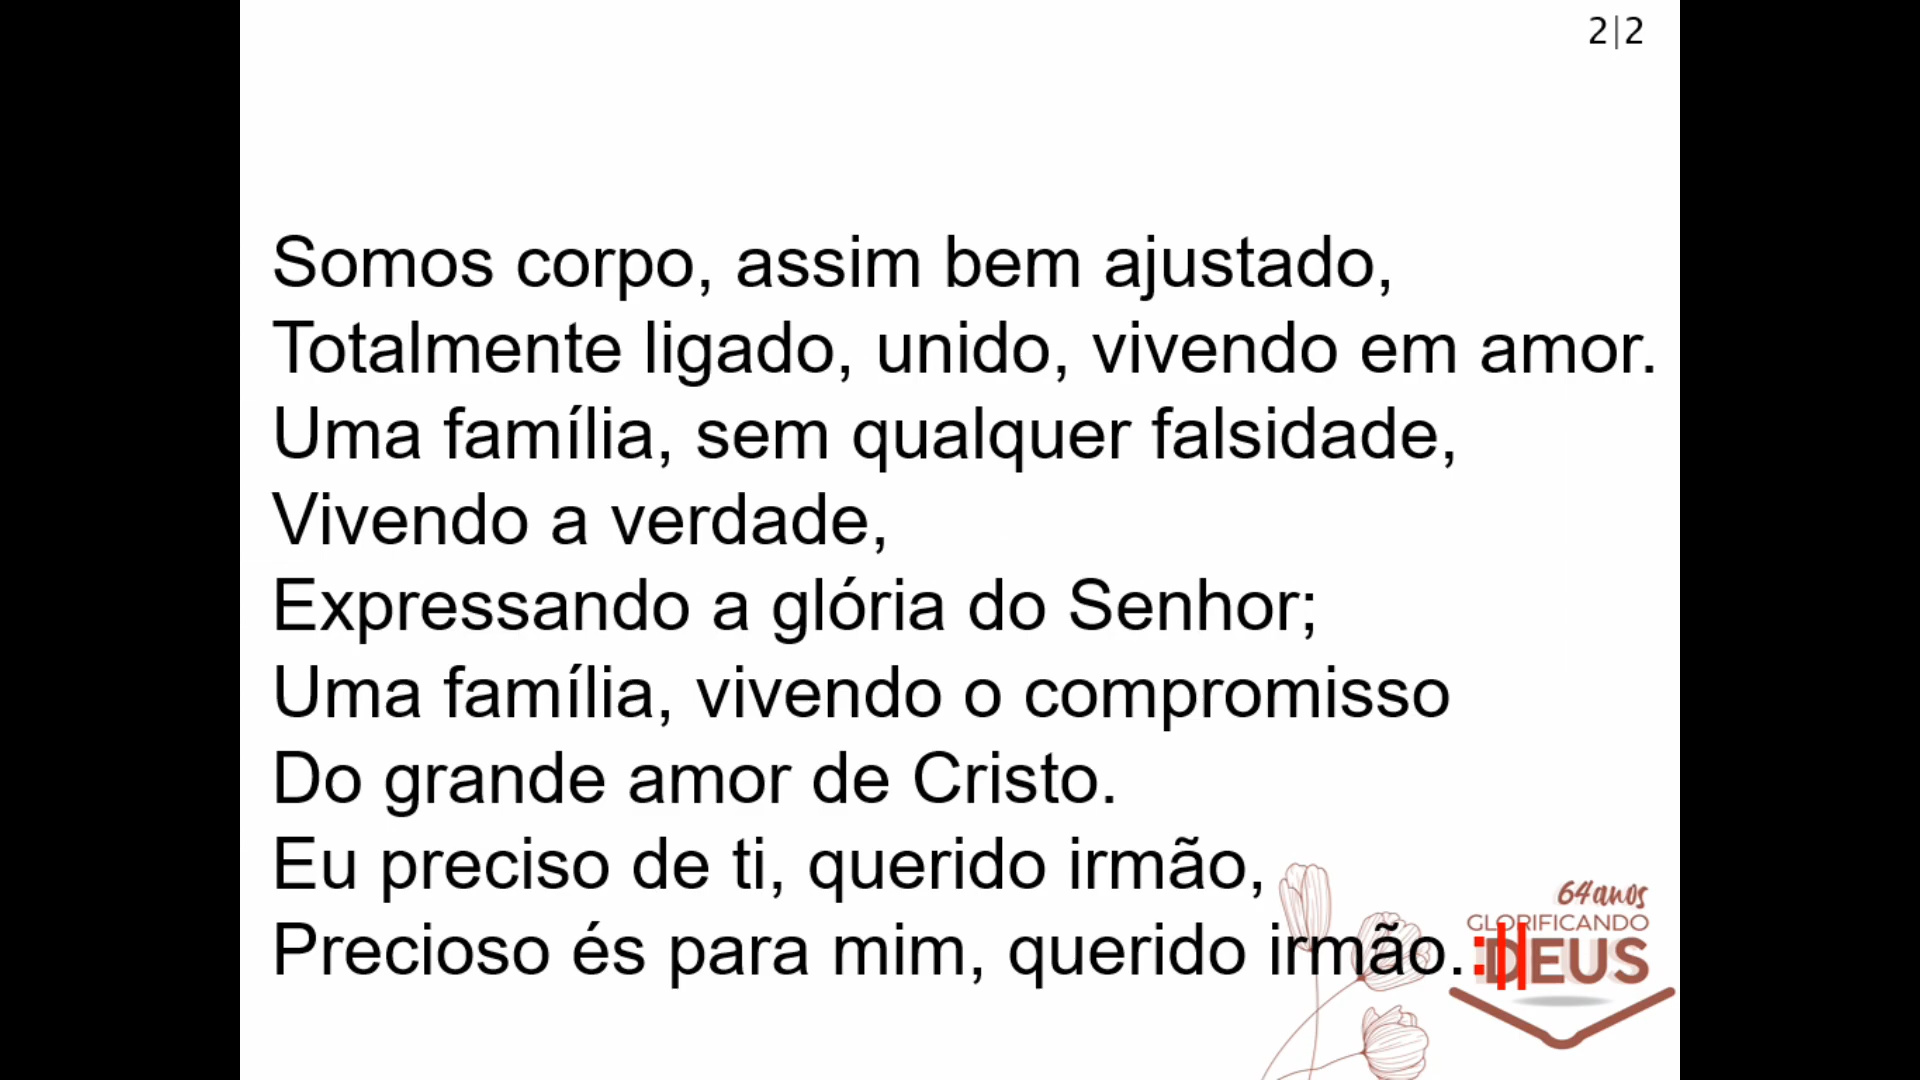 2|2
Somos corpo, assim bem ajustado,
Totalmente ligado, unido, vivendo em amor.
Uma família, sem qualquer falsidade,
Vivendo a verdade,
Expressando a glória do Senhor;
Uma família, vivendo o compromisso
Do grande amor de Cristo.
Eu preciso de ti, querido irmão,
Precioso és para mim, querido irmão. :||
64 anos
GLORIFICANDO
DEUS